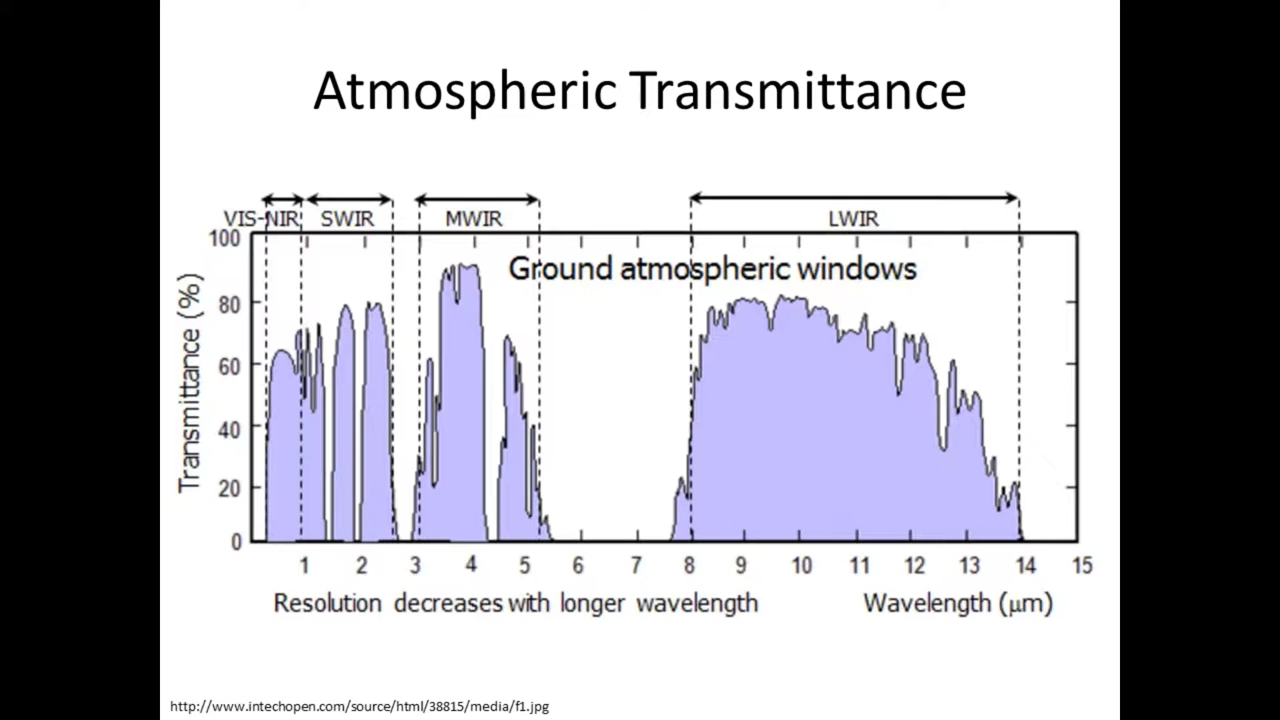 Atmospheric Transmittance
VIS-NIR SWIR MWIR LWIR
Ground atmospheric windows
Transmittance (%)
100
80
60
40
20
0
1 2 3 4 5 6 7 8 9 10 11 12 13 14 15
Resolution decreases with longer wavelength Wavelength (μm)
http://www.intechopen.com/source/html/38815/media/f1.jpg